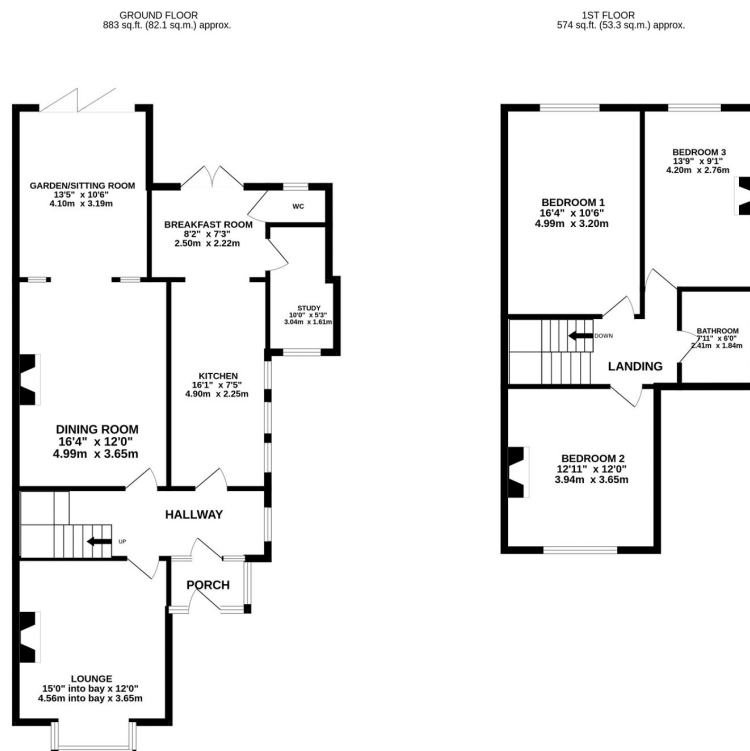 GROUND FLOOR
883 sq.ft. (82.1 sq.m.) approx.
GARDEN/SITTING ROOM
13'5" x 10'6"
4.10m x 3.19m
BREAKFAST ROOM
8'2" x 7'3"
2.50m x 2.22m
WC
STUDY
10'0" x 5'3"
3.04m x 1.61m
KITCHEN
16'1" x 7'5"
4.90m x 2.25m
DINING ROOM
16'4" x 12'0"
4.99m x 3.65m
HALLWAY
UP
PORCH
LOUNGE
15'0" into bay x 12'0"
4.56m into bay x 3.65m
1ST FLOOR
574 sq.ft. (53.3 sq.m.) approx.
BEDROOM 1
16'4" x 10'6"
4.99m x 3.20m
BEDROOM 3
13'9" x 9'1"
4.20m x 2.76m
BATHROOM
7'11" x 6'0"
2.41m x 1.84m
DOWN
LANDING
BEDROOM 2
12'11" x 12'0"
3.94m x 3.65m